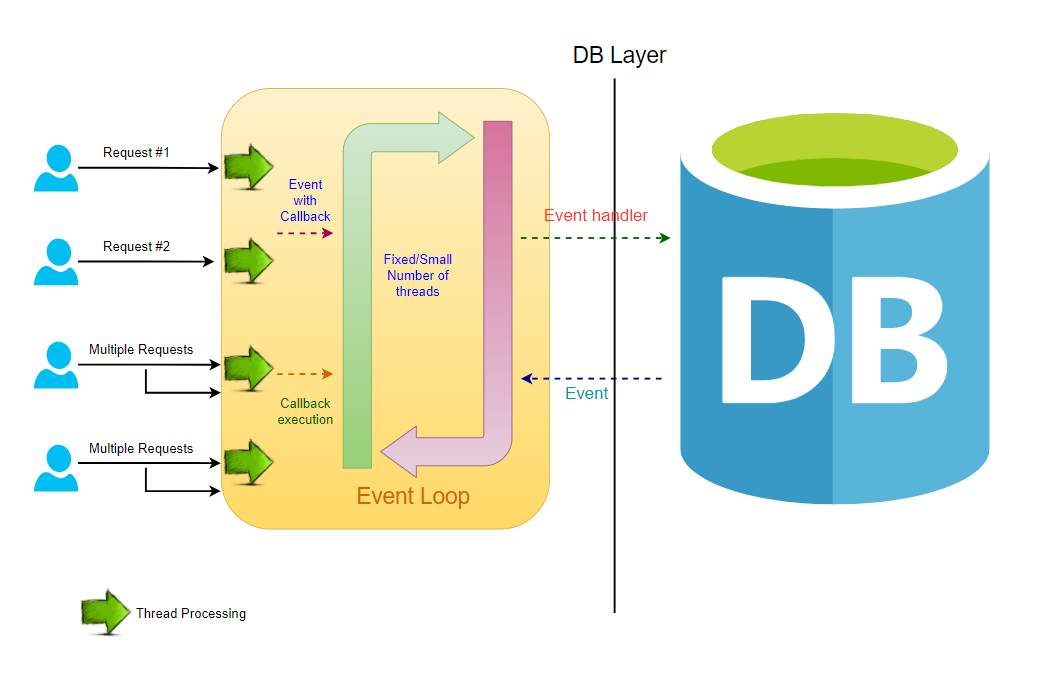 DB Layer
Request #1
Event
with
Callback
Event handler
Request #2
Fixed/Small
Number of
threads
DB
Multiple Requests
Event
Callback
execution
Multiple Requests
Event Loop
Thread Processing